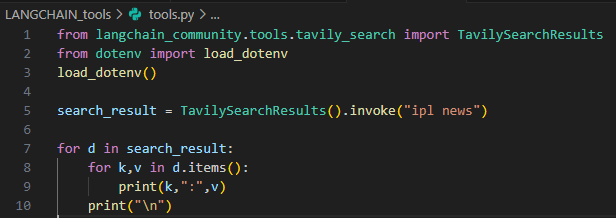 LANGCHAIN_tools > tools.py > ...
1 from langchain_community.tools.tavily_search import TavilySearchResults
2 from dotenv import load_dotenv
3 load_dotenv()
4
5 search_result = TavilySearchResults().invoke("ipl news")
6
7 for d in search_result:
8     for k,v in d.items():
9         print(k,":",v)
10     print("\n")